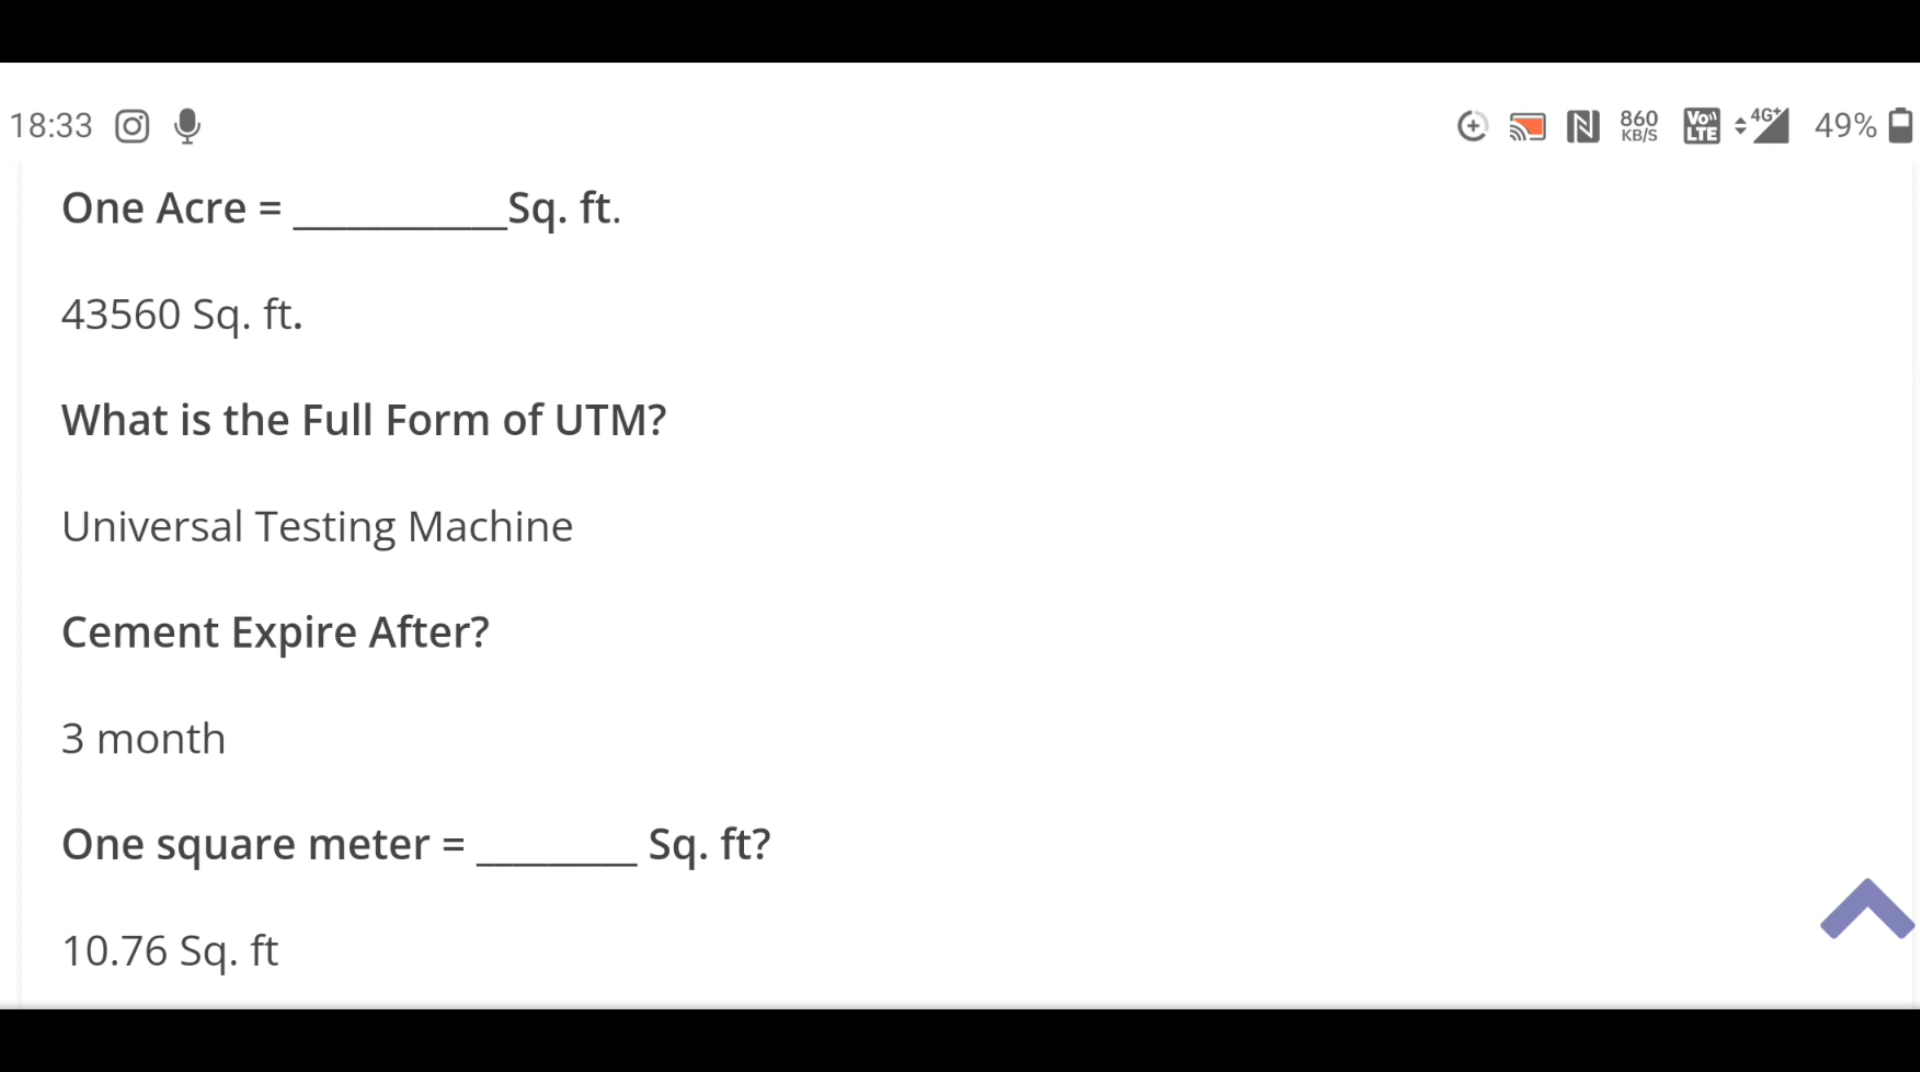 18:33 860 KB/S Vo LTE 4G+ 49%
One Acre = __________Sq. ft.
43560 Sq. ft.
What is the Full Form of UTM?
Universal Testing Machine
Cement Expire After?
3 month
One square meter = ________ Sq. ft?
10.76 Sq. ft